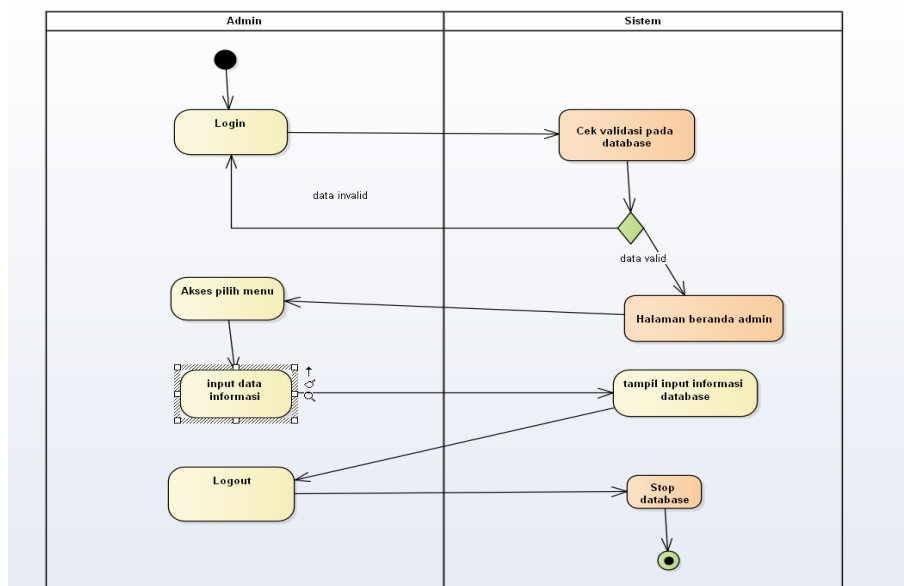 Admin
Sistem
Login
Cek validasi pada
database
data invalid
data valid
Akses pilih menu
Halaman beranda admin
input data
informasi
tampil input informasi
database
Logout
Stop
database